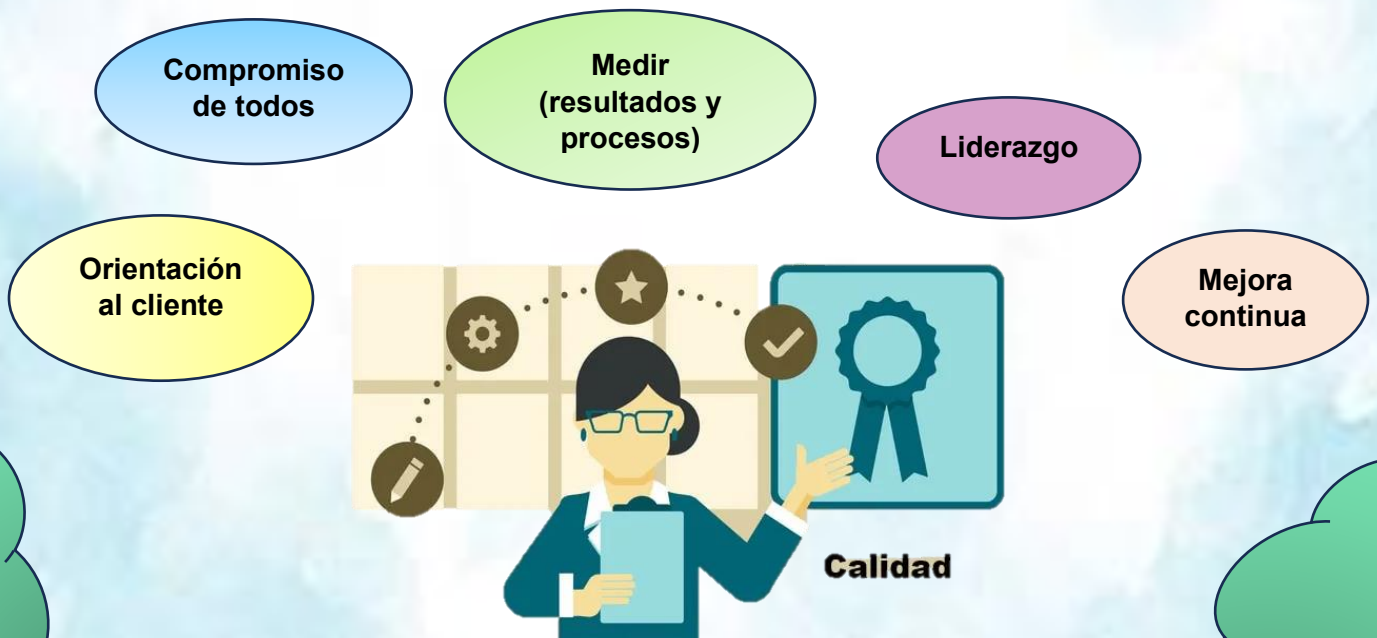 Compromiso
de todos
Medir
(resultados y
procesos)
Liderazgo
Orientación
al cliente
Mejora
continua
Calidad